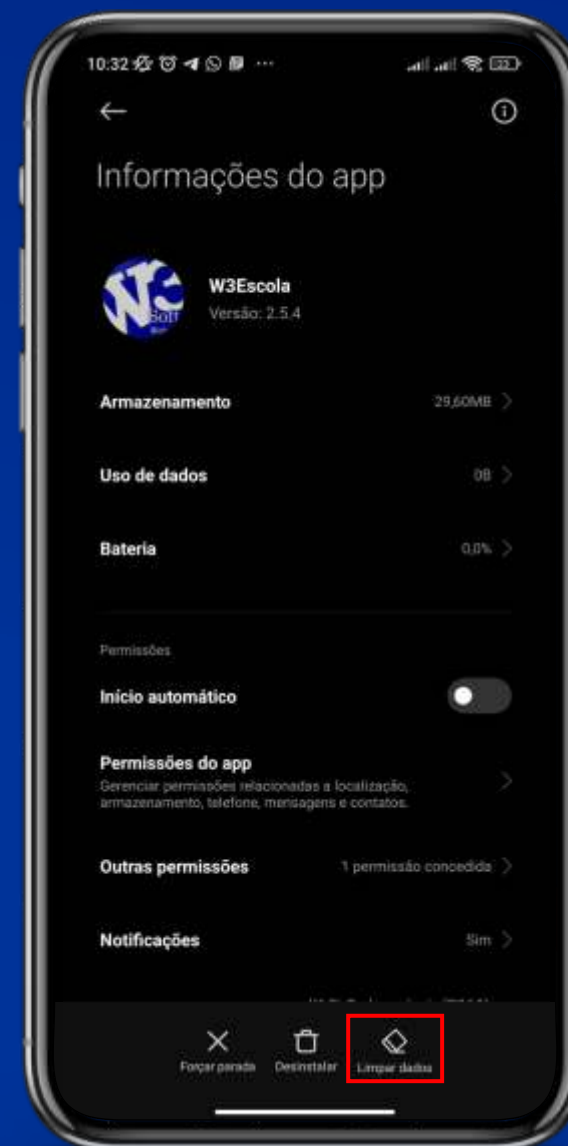 10:32
Informações do app
W3
Soft
W3Escola
Versão: 2.5.4
Armazenamento 29,60MB
Uso de dados 0B
Bateria 0,0%
Permissões
Início automático
Permissões do app
Gerenciar permissões relacionadas a localização,
armazenamento, telefone, mensagens e contatos.
Outras permissões 1 permissão concedida
Notificações Sim
Forçar parada Desinstalar Limpar dados